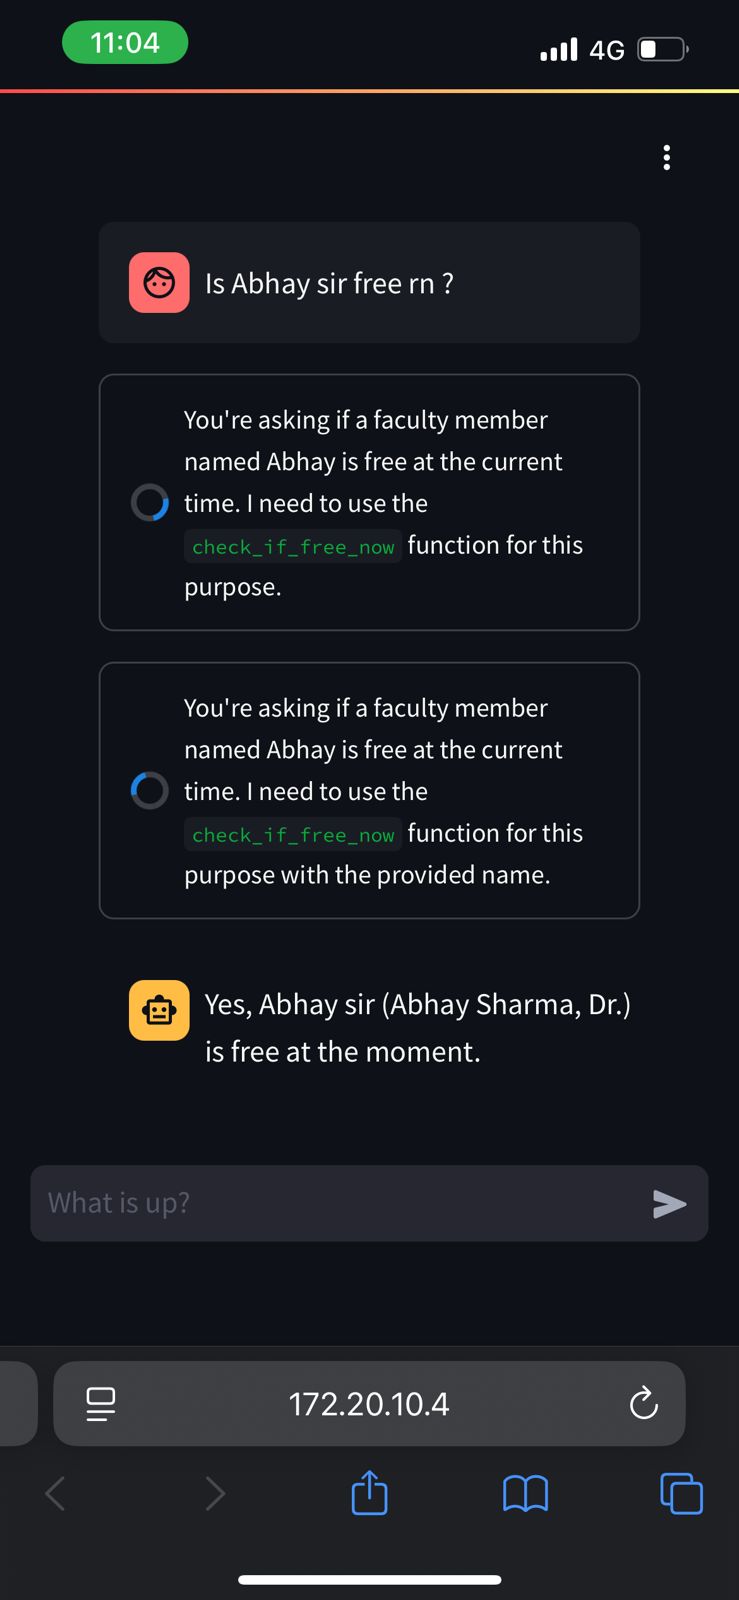 11:04
4G
Is Abhay sir free rn ?
You're asking if a faculty member
named Abhay is free at the current
time. I need to use the
check_if_free_now function for this
purpose.
You're asking if a faculty member
named Abhay is free at the current
time. I need to use the
check_if_free_now function for this
purpose with the provided name.
Yes, Abhay sir (Abhay Sharma, Dr.)
is free at the moment.
What is up?
172.20.10.4